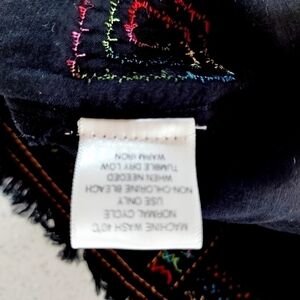 MACHINE WASH 40°C
NORMAL CYCLE
USE ONLY
NON-CHLORINE BLEACH
WHEN NEEDED
TUMBLE DRY LOW
WARM IRON